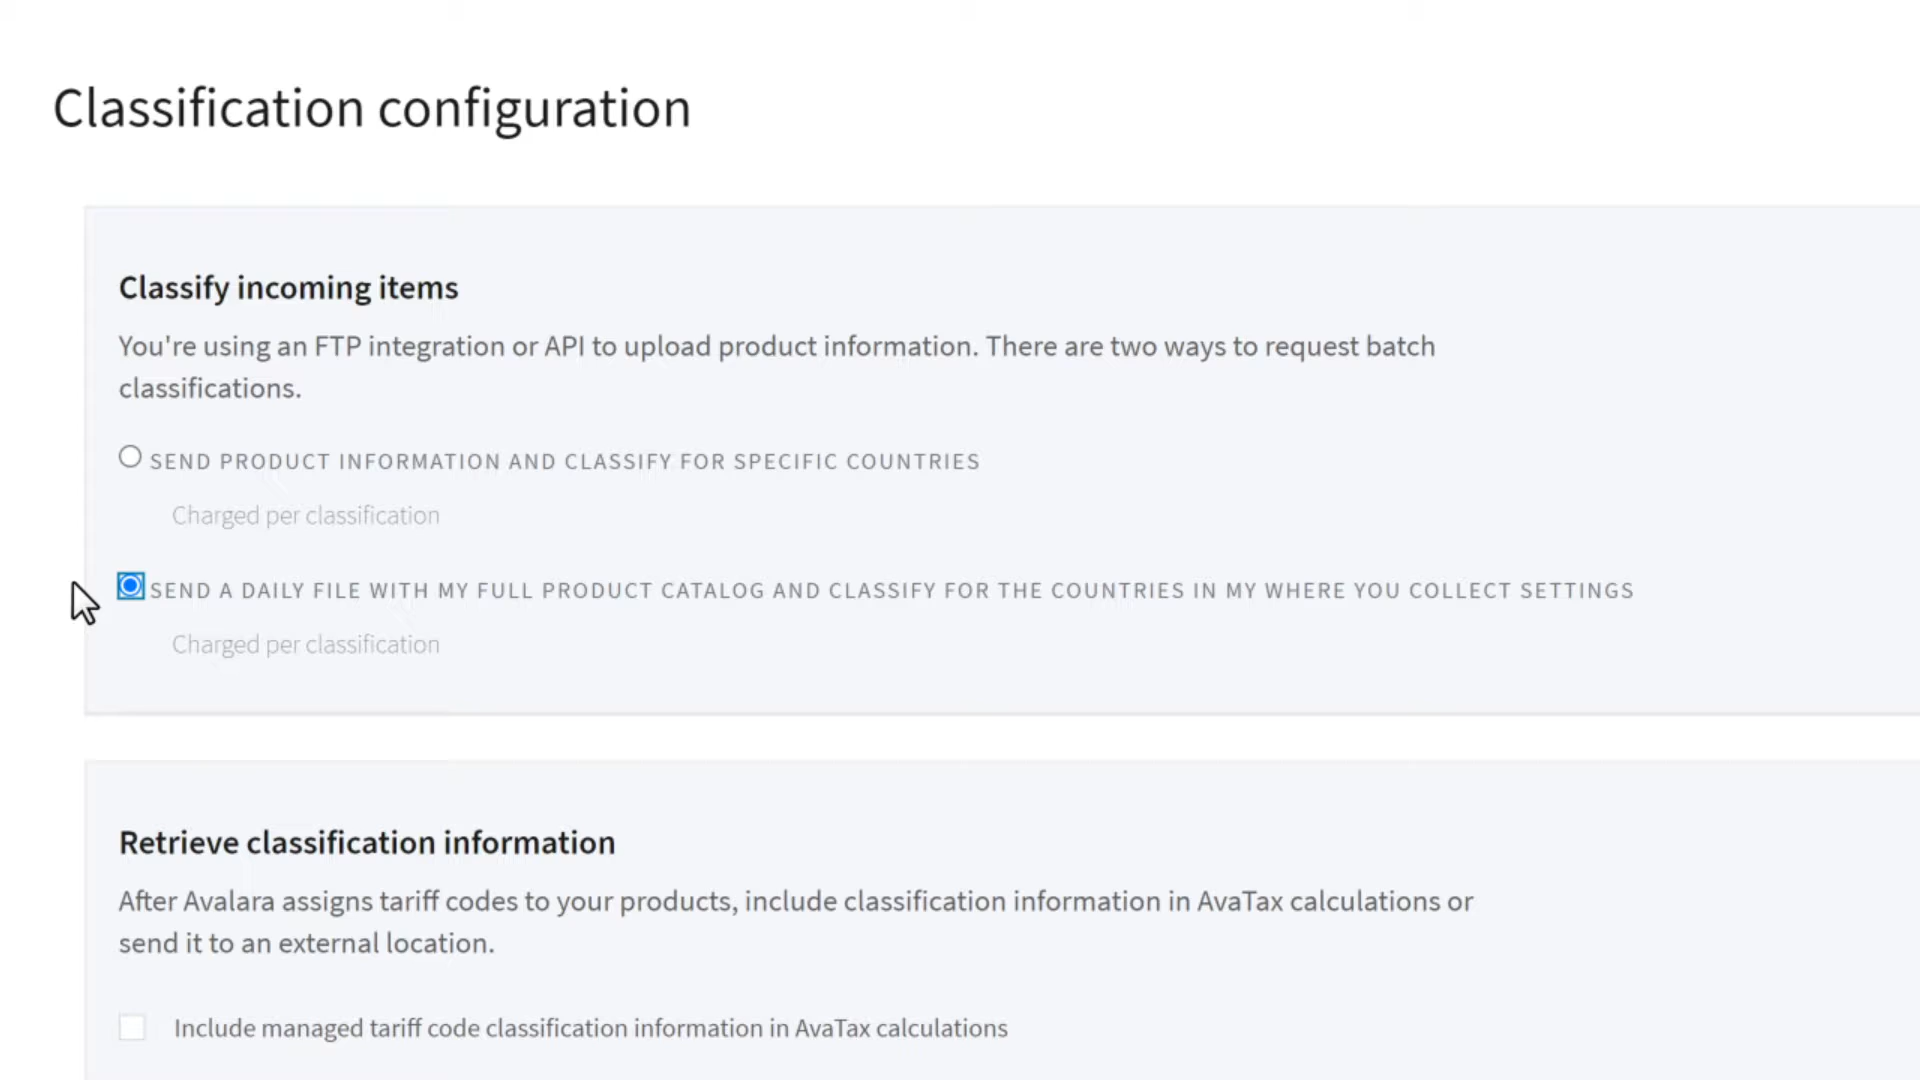 Classification configuration
Classify incoming items
You're using an FTP integration or API to upload product information. There are two ways to request batch
classifications.
SEND PRODUCT INFORMATION AND CLASSIFY FOR SPECIFIC COUNTRIES
Charged per classification
SEND A DAILY FILE WITH MY FULL PRODUCT CATALOG AND CLASSIFY FOR THE COUNTRIES IN MY WHERE YOU COLLECT SETTINGS
Charged per classification
Retrieve classification information
After Avalara assigns tariff codes to your products, include classification information in AvaTax calculations or
send it to an external location.
Include managed tariff code classification information in AvaTax calculations